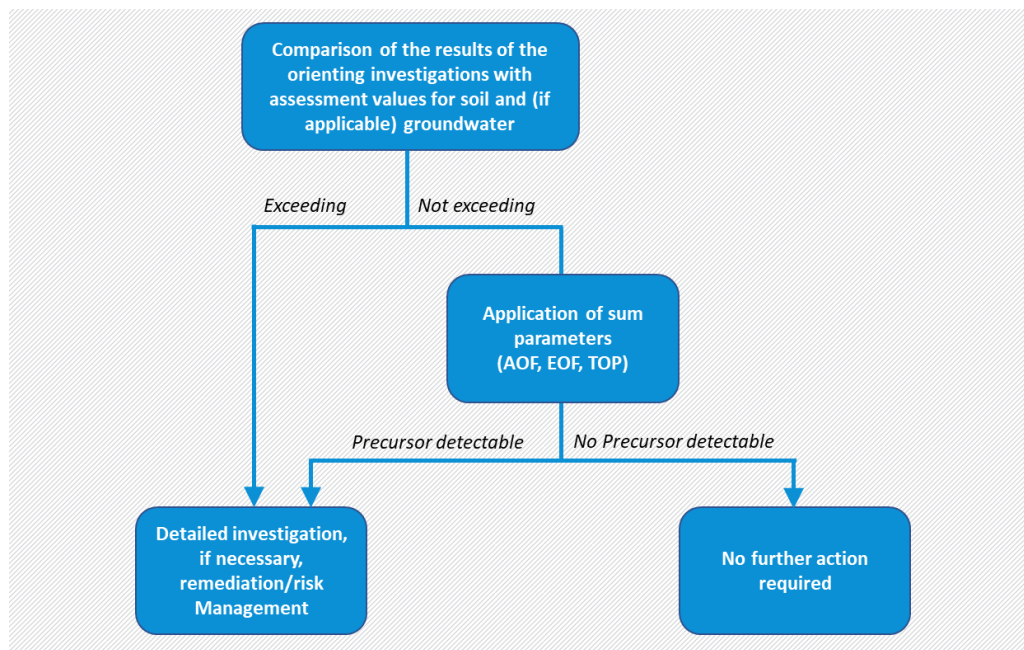 Comparison of the results of the
orienting investigations with
assessment values for soil and (if
applicable) groundwater
Exceeding
Not exceeding
Application of sum
parameters
(AOF, EOF, TOP)
Precursor detectable
No Precursor detectable
Detailed investigation,
if necessary,
remediation/risk
Management
No further action
required